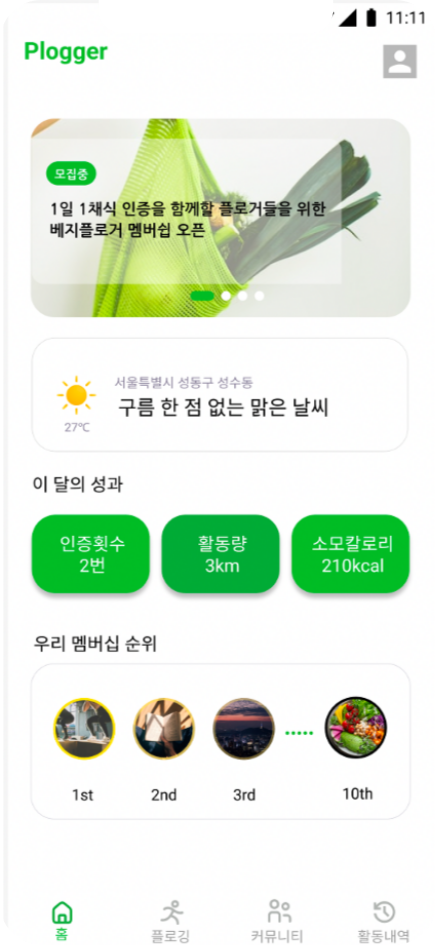 11:11
Plogger
모집중
1일 1채식 인증을 함께할 플로거들을 위한
베지플로거 멤버쉽 오픈
서울특별시 성동구 성수동
구름 한 점 없는 맑은 날씨
27℃
이 달의 성과
인증횟수
2번
활동량
3km
소모칼로리
210kcal
우리 멤버십 순위
1st
2nd
3rd
10th
홈
플로깅
커뮤니티
활동내역